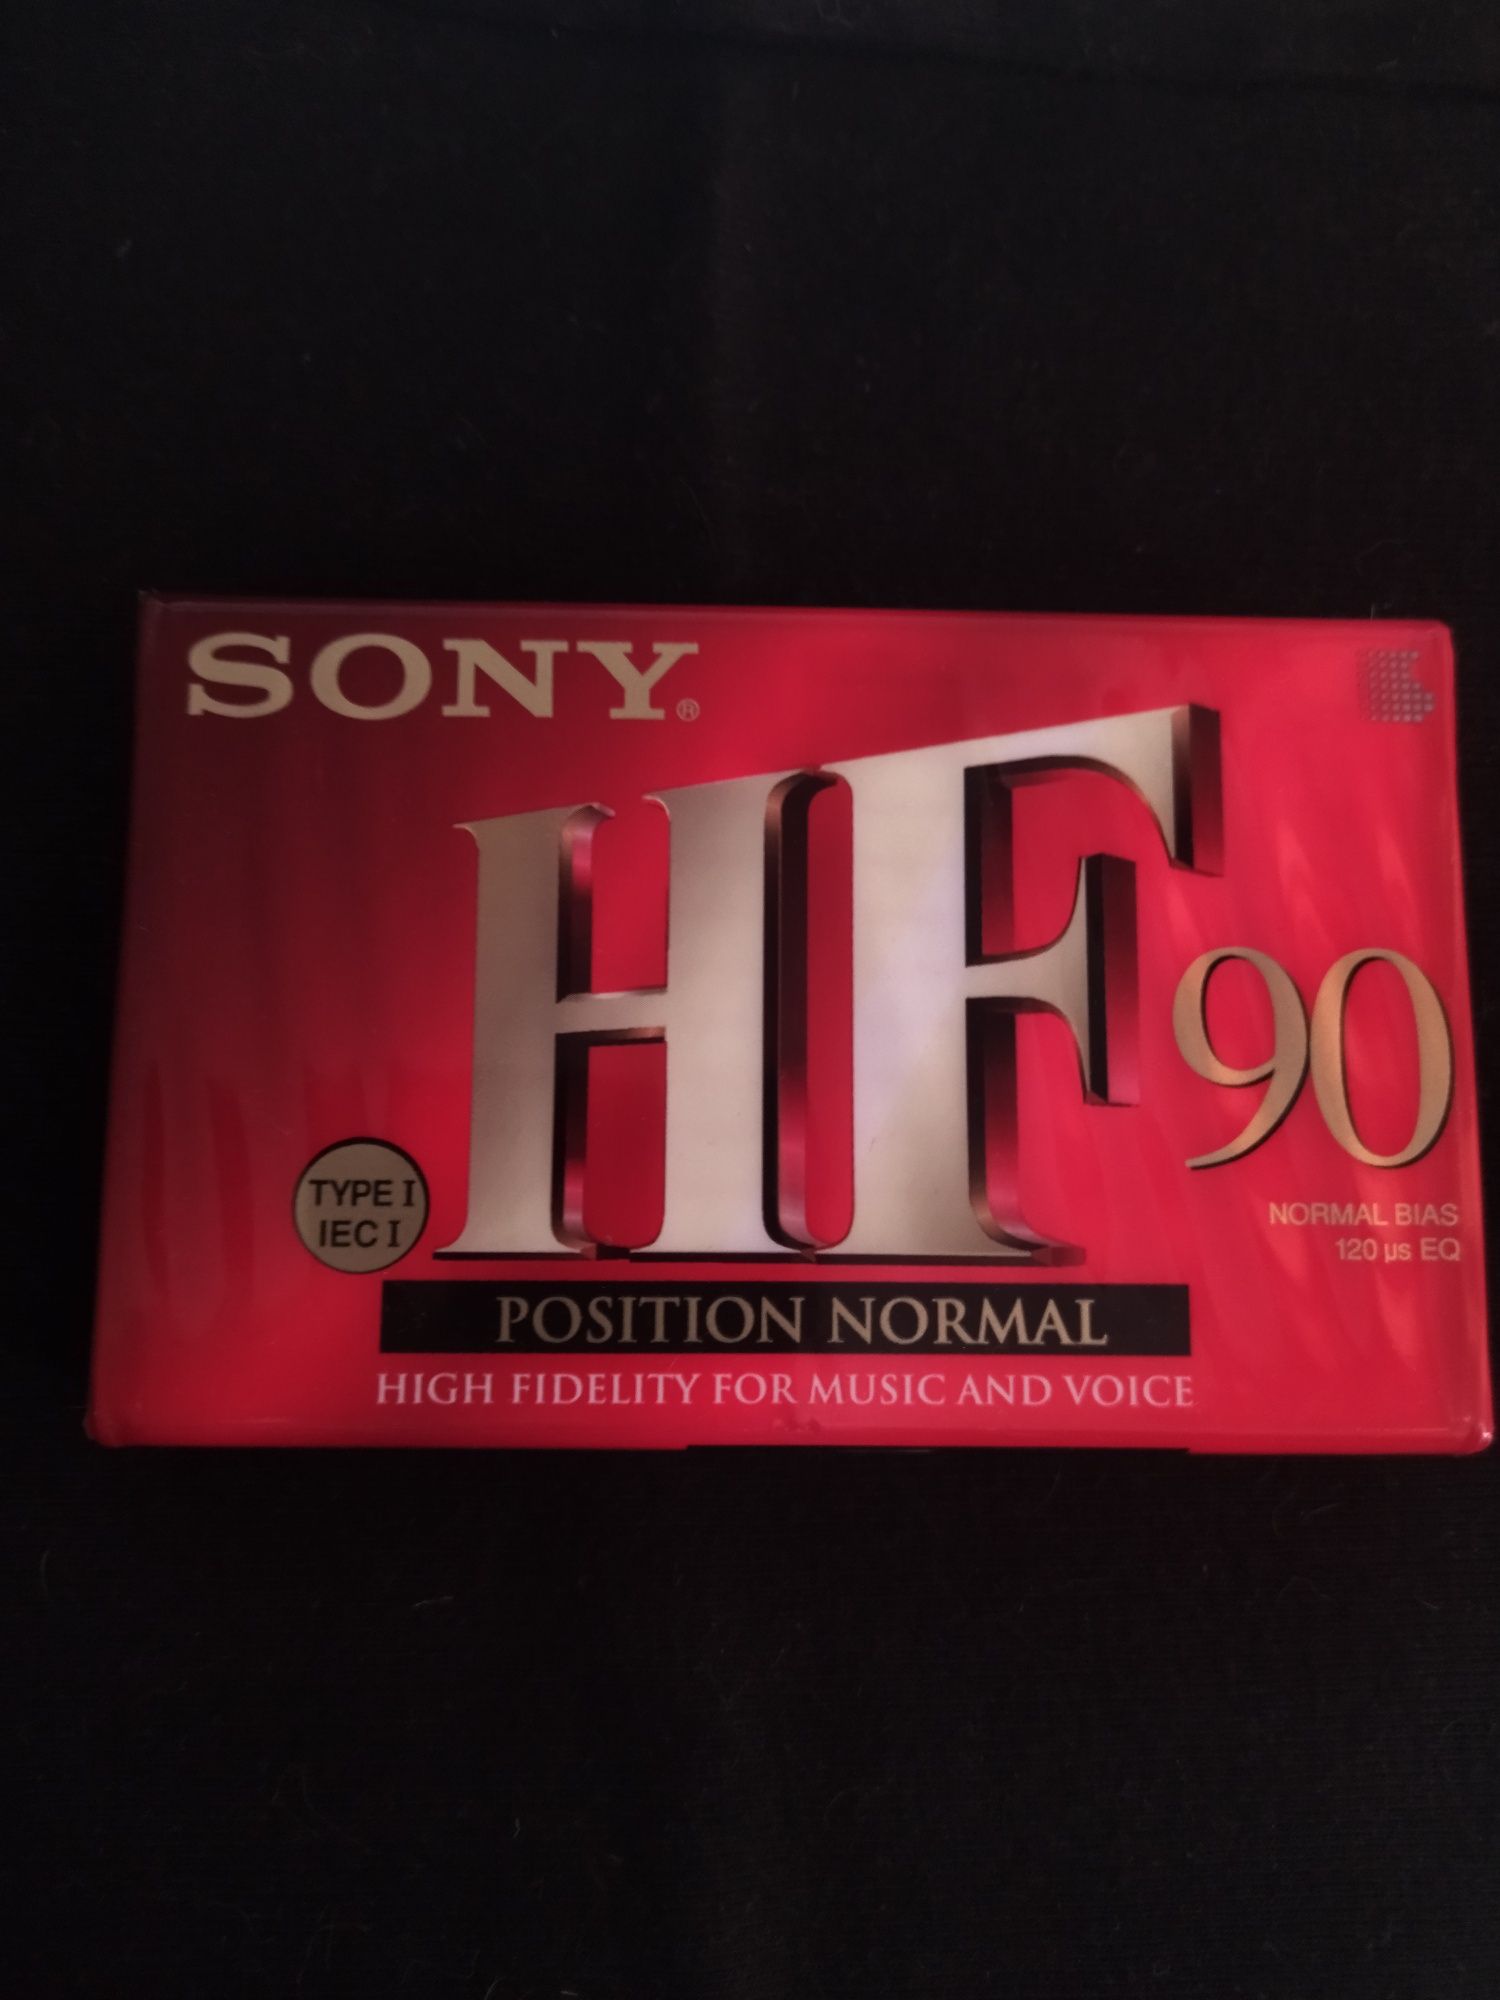 SONY®
HF 90
TYPE I
IEC I
NORMAL BIAS
120 µs EQ
POSITION NORMAL
HIGH FIDELITY FOR MUSIC AND VOICE